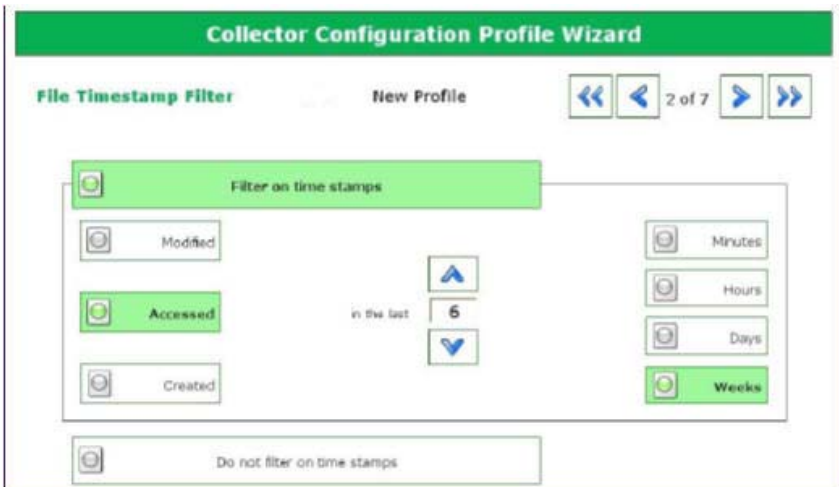 Collector Configuration Profile Wizard
File Timestamp Filter New Profile 2 of 7
Filter on time stamps
Modified Minutes
Hours
Accessed in the last 6
Days
Created Weeks
Do not filter on time stamps